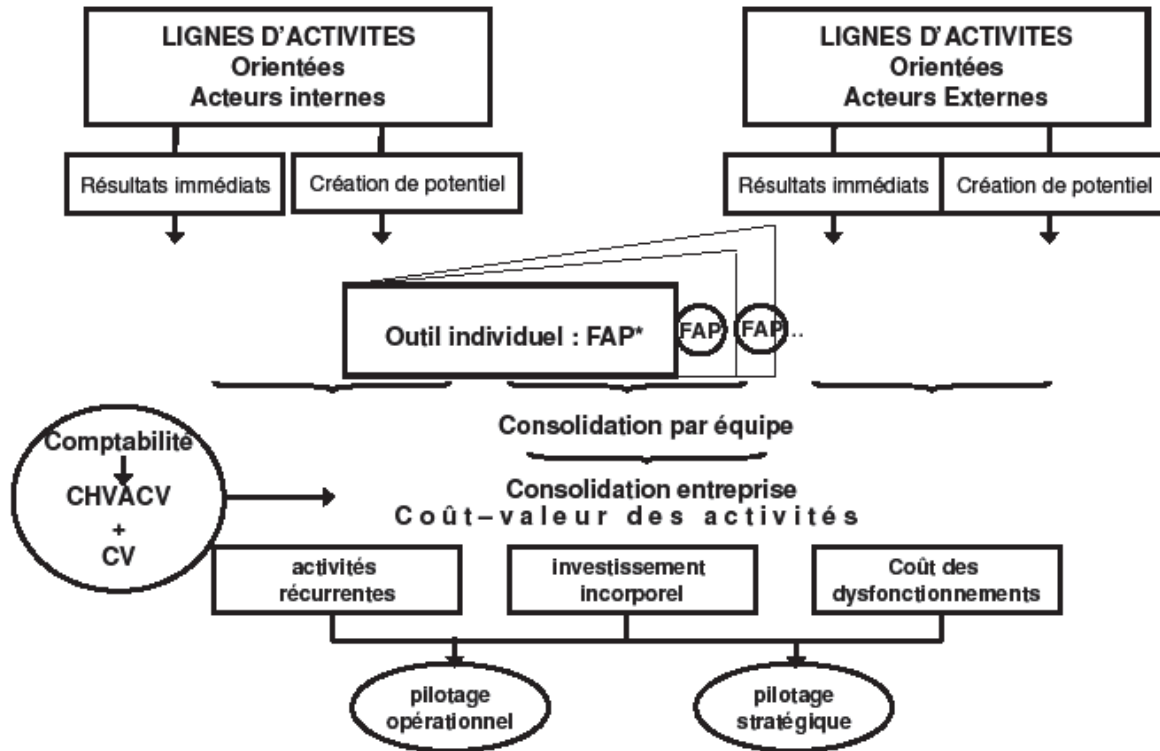 LIGNES D'ACTIVITES
Orientées
Acteurs internes
LIGNES D'ACTIVITES
Orientées
Acteurs Externes
Résultats immédiats
Création de potentiel
Résultats immédiats
Création de potentiel
Outil individuel : FAP*
FAP
FAP...
Consolidation par équipe
Comptabilité
CHVACV
+
CV
Consolidation entreprise
Coût–valeur des activités
activités
récurrentes
investissement
incorporel
Coût des
dysfonctionnements
pilotage
opérationnel
pilotage
stratégique